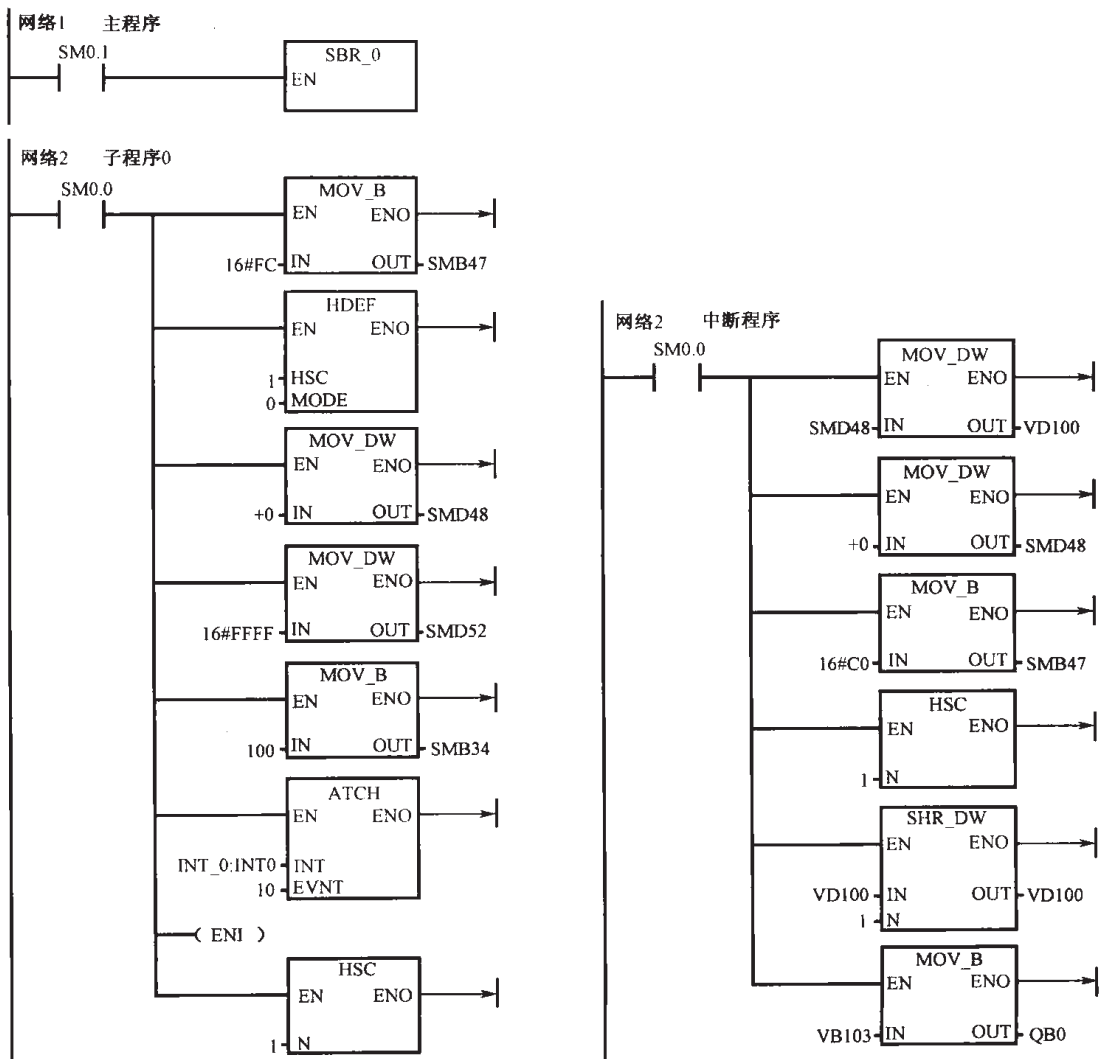 网络1 主程序
SM0.1
SBR_0
EN
网络2 子程序0
SM0.0
MOV_B
EN ENO
16#FC IN OUT SMB47
HDEF
EN ENO
1 HSC
0 MODE
MOV_DW
EN ENO
+0 IN OUT SMD48
MOV_DW
EN ENO
16#FFFF IN OUT SMD52
MOV_B
EN ENO
100 IN OUT SMB34
ATCH
EN ENO
INT_0:INT0 INT
10 EVNT
( ENI )
HSC
EN ENO
1 N
网络2 中断程序
SM0.0
MOV_DW
EN ENO
SMD48 IN OUT VD100
MOV_DW
EN ENO
+0 IN OUT SMD48
MOV_B
EN ENO
16#C0 IN OUT SMB47
HSC
EN ENO
1 N
SHR_DW
EN ENO
VD100 IN OUT VD100
1 N
MOV_B
EN ENO
VB103 IN OUT QB0